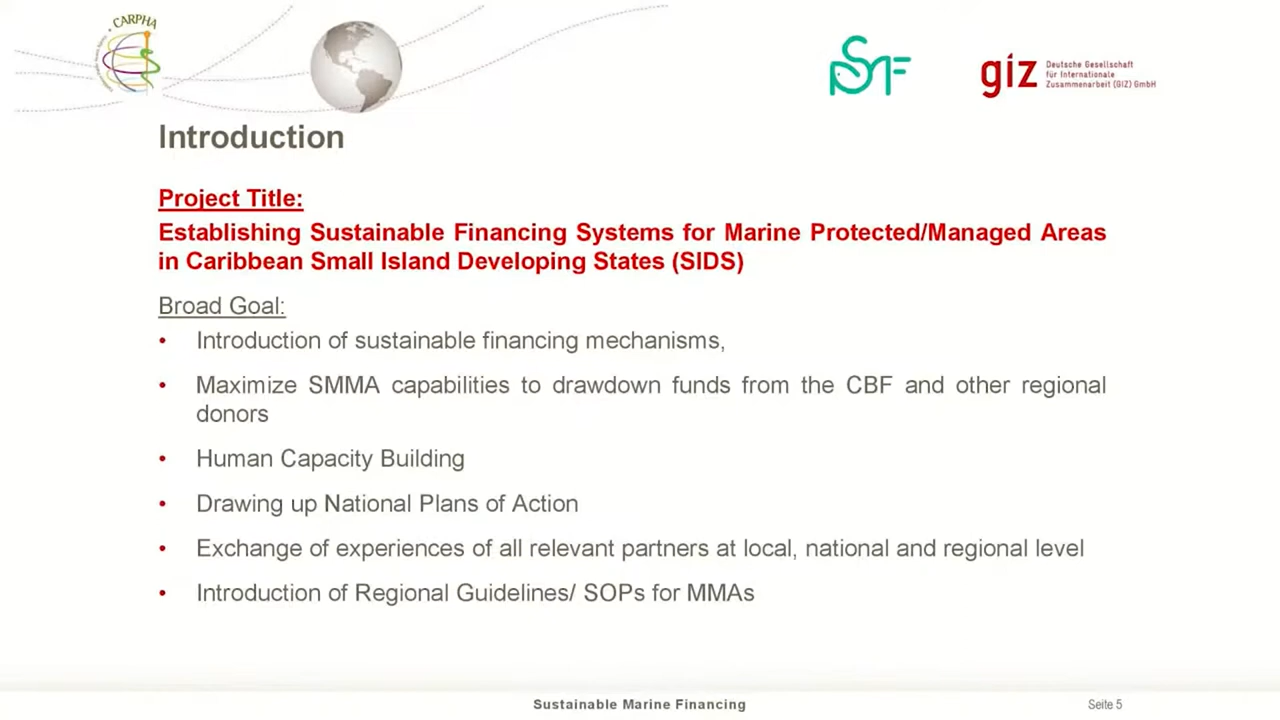 CARPHA
SMF
giz Deutsche Gesellschaft
für Internationale
Zusammenarbeit (GIZ) GmbH
Introduction
Project Title:
Establishing Sustainable Financing Systems for Marine Protected/Managed Areas
in Caribbean Small Island Developing States (SIDS)
Broad Goal:
• Introduction of sustainable financing mechanisms,
• Maximize SMMA capabilities to drawdown funds from the CBF and other regional
donors
• Human Capacity Building
• Drawing up National Plans of Action
• Exchange of experiences of all relevant partners at local, national and regional level
• Introduction of Regional Guidelines/ SOPs for MMAs
Sustainable Marine Financing
Seite 5